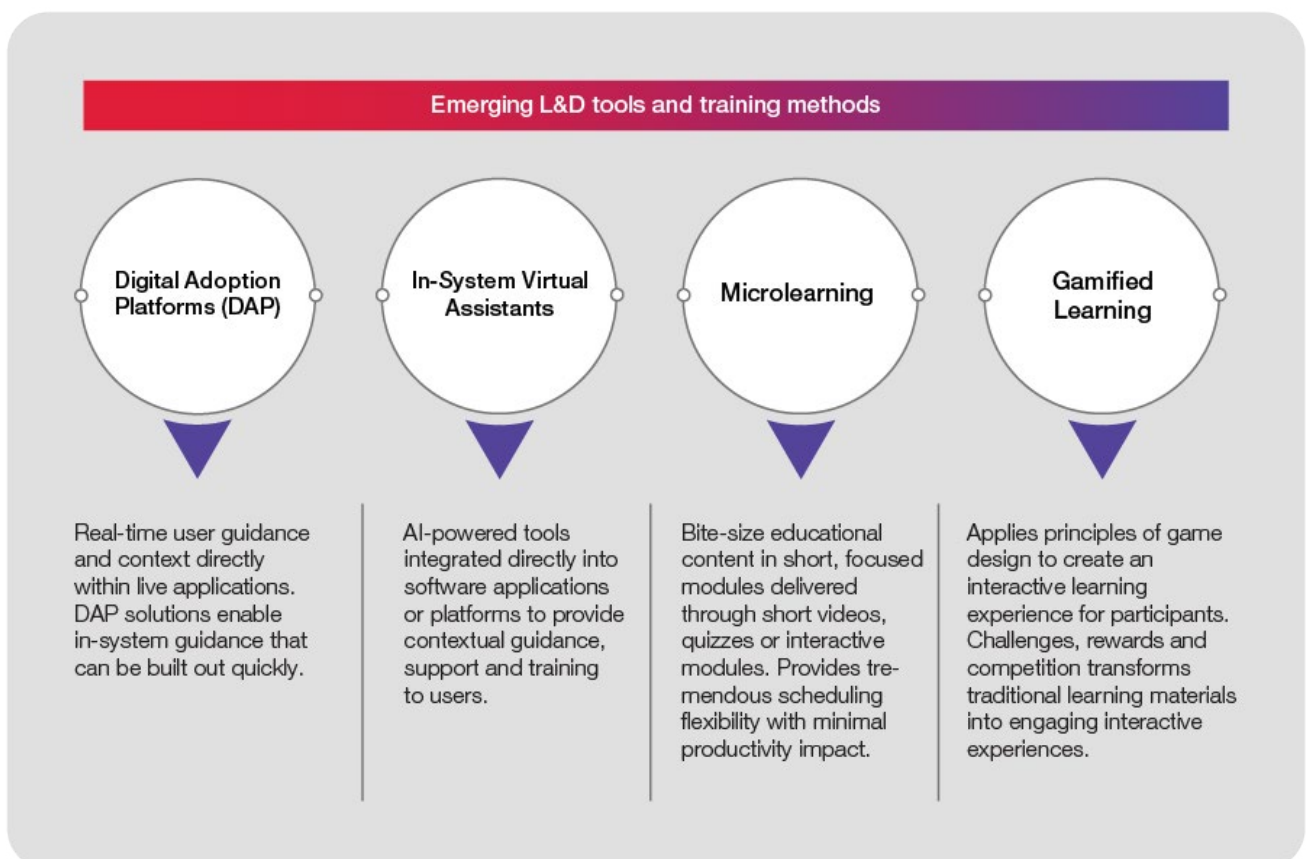 Emerging L&D tools and training methods
Digital Adoption
Platforms (DAP)
In-System Virtual
Assistants
Microlearning
Gamified
Learning
Real-time user guidance
and context directly
within live applications.
DAP solutions enable
in-system guidance that
can be built out quickly.
AI-powered tools
integrated directly into
software applications
or platforms to provide
contextual guidance,
support and training
to users.
Bite-size educational
content in short, focused
modules delivered
through short videos,
quizzes or interactive
modules. Provides tre-
mendous scheduling
flexibility with minimal
productivity impact.
Applies principles of game
design to create an
interactive learning
experience for participants.
Challenges, rewards and
competition transforms
traditional learning materials
into engaging interactive
experiences.